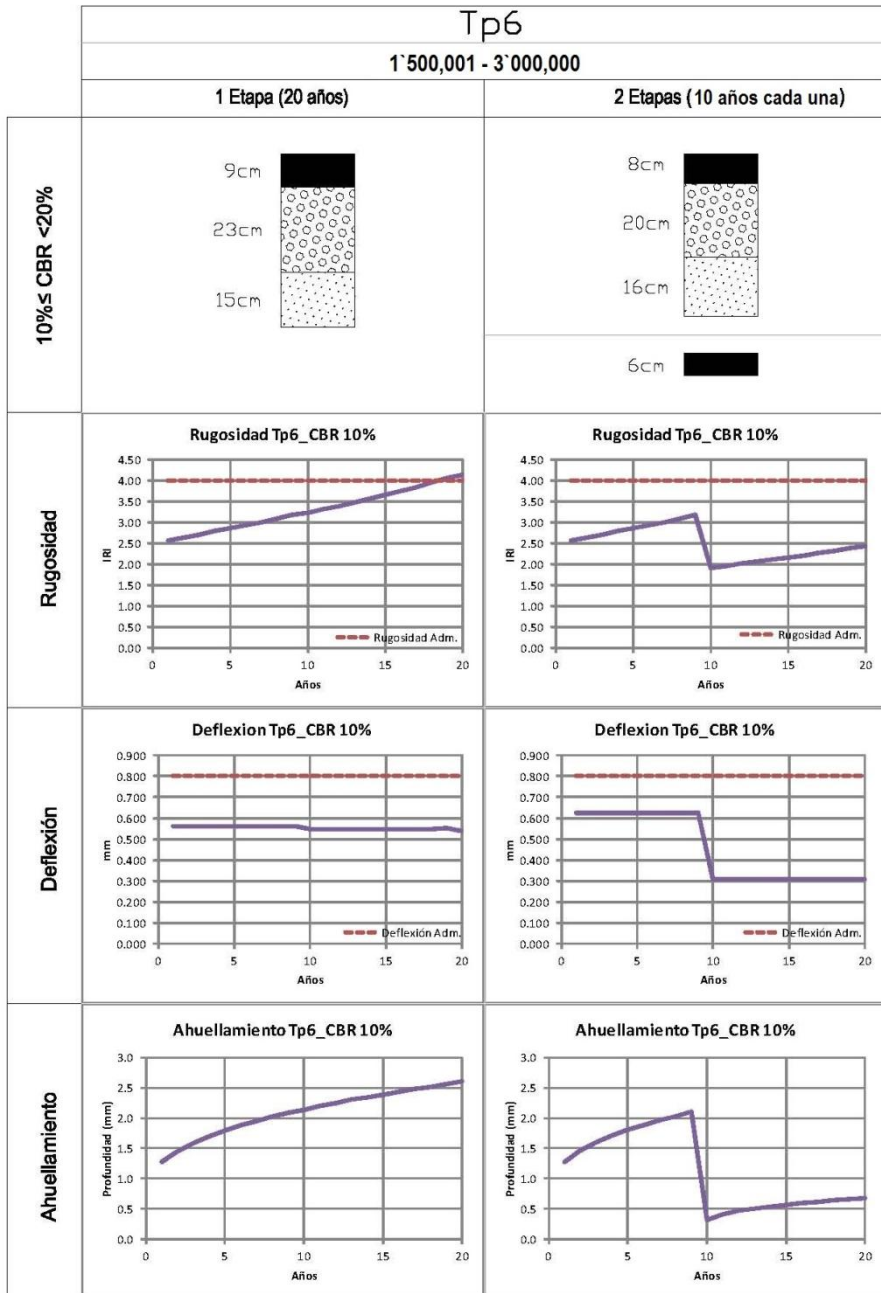 Tp6
1`500,001 - 3`000,000
1 Etapa (20 años)
2 Etapas (10 años cada una)
10%≤ CBR <20%
9cm
23cm
15cm
8cm
20cm
16cm
6cm
Rugosidad
Rugosidad Tp6_CBR 10%
4.50
4.00
3.50
3.00
2.50
2.00
1.50
1.00
0.50
0.00
IRI
Rugosidad Adm.
0 5 10 15 20
Años
Rugosidad Tp6_CBR 10%
4.50
4.00
3.50
3.00
2.50
2.00
1.50
1.00
0.50
0.00
IRI
Rugosidad Adm.
0 5 10 15 20
Años
Deflexión
Deflexion Tp6_CBR 10%
0.900
0.800
0.700
0.600
0.500
0.400
0.300
0.200
0.100
0.000
mm
Deflexión Adm.
0 5 10 15 20
Años
Deflexion Tp6_CBR 10%
0.900
0.800
0.700
0.600
0.500
0.400
0.300
0.200
0.100
0.000
mm
Deflexión Adm.
0 5 10 15 20
Años
Ahuellamiento
Ahuellamiento Tp6_CBR 10%
3.0
2.5
2.0
1.5
1.0
0.5
0.0
Profundidad (mm)
0 5 10 15 20
Años
Ahuellamiento Tp6_CBR 10%
3.0
2.5
2.0
1.5
1.0
0.5
0.0
Profundidad (mm)
0 5 10 15 20
Años